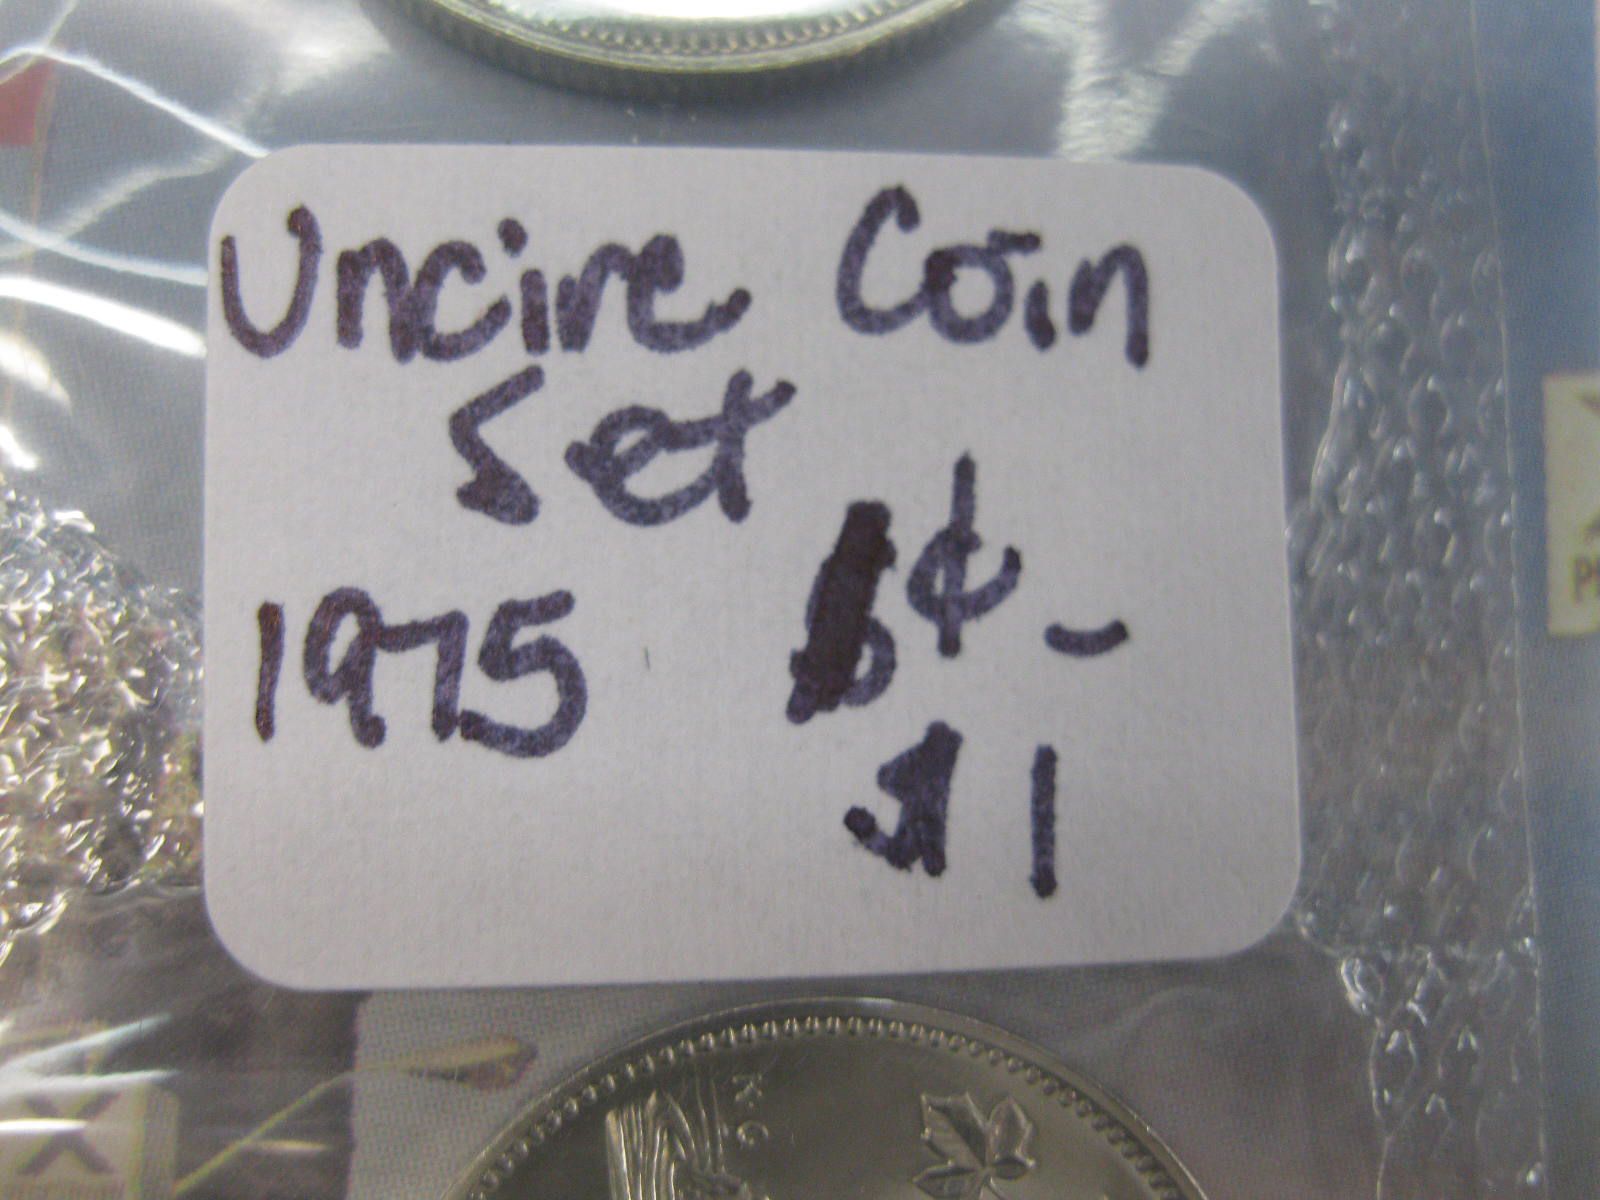 Uncirc Coin
Set
1975 ¢ -
$1
K.G